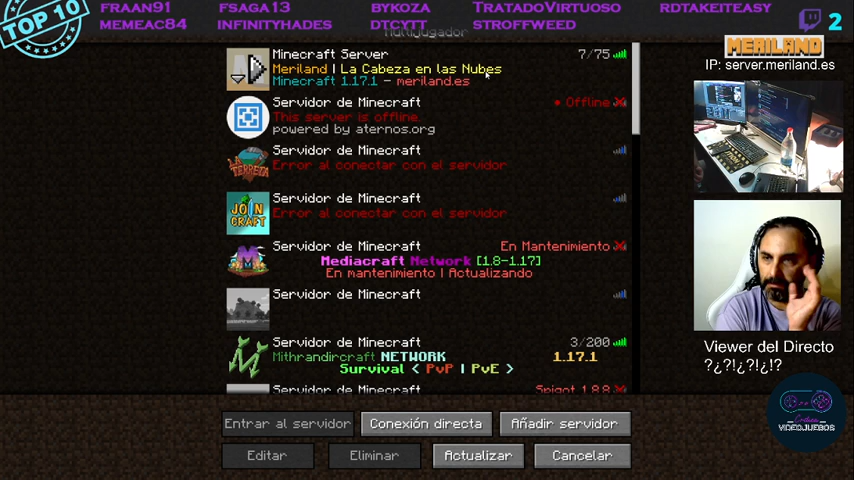 TOP 10
FRAAN91 FSAGA13 BYKOZA TRATADOVIRTUOSO RDTAKEITEASY
MEMEAC84 INFINITYHADES DTCYTT STROFFWEED
2
Multijugador
MERILAND
IP: server.meriland.es
Minecraft Server 7/75
Meriland | La Cabeza en las Nubes
Minecraft 1.17.1 - meriland.es
Servidor de Minecraft • Offline
This server is offline.
powered by aternos.org
LA TERRETA
Servidor de Minecraft
Error al conectar con el servidor
JOIN CRAFT
Servidor de Minecraft
Error al conectar con el servidor
Servidor de Minecraft En Mantenimiento
Mediacraft Network [1.8-1.17]
En mantenimiento | Actualizando
Servidor de Minecraft
Servidor de Minecraft 3/200
Mithrandircraft NETWORK 1.17.1
Survival < PvP | PvE >
Servidor de Minecraft Spigot 1.8.8
Viewer del Directo
?¿?!¿?!¿!?
VIDEOJUEBOS
Entrar al servidor Conexión directa Añadir servidor
Editar Eliminar Actualizar Cancelar